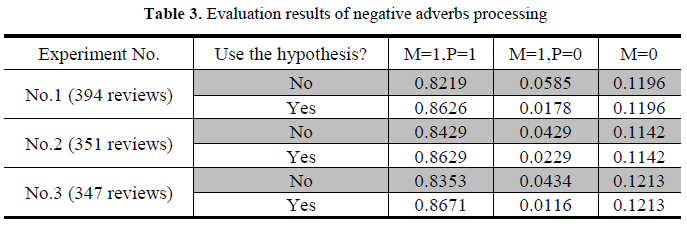 Table 3. Evaluation results of negative adverbs processing
Experiment No. Use the hypothesis? M=1,P=1 M=1,P=0 M=0
No.1 (394 reviews) No 0.8219 0.0585 0.1196
Yes 0.8626 0.0178 0.1196
No.2 (351 reviews) No 0.8429 0.0429 0.1142
Yes 0.8629 0.0229 0.1142
No.3 (347 reviews) No 0.8353 0.0434 0.1213
Yes 0.8671 0.0116 0.1213